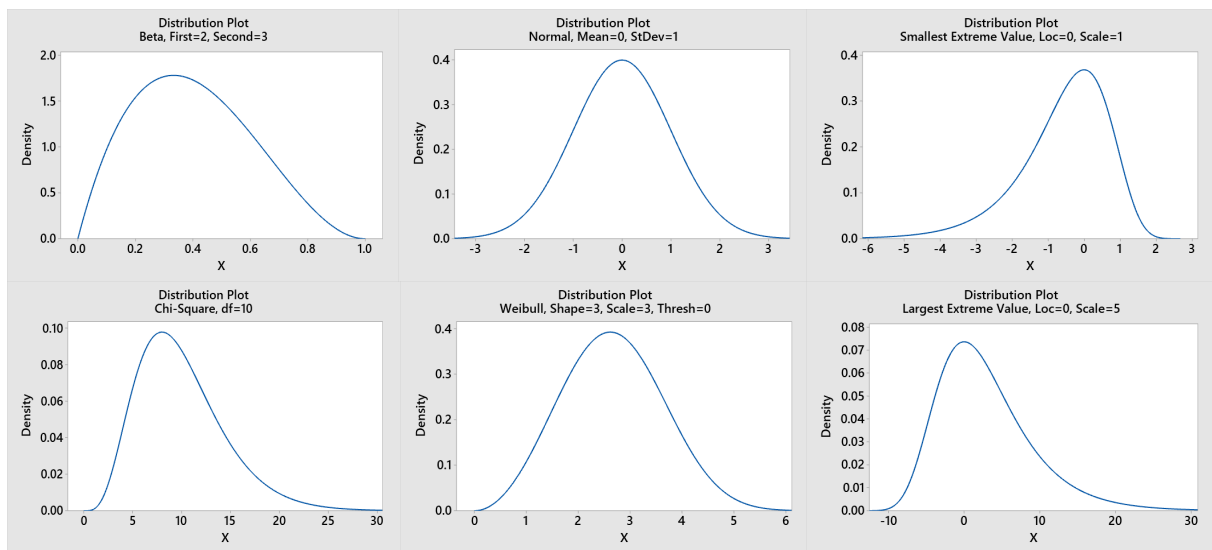 Distribution Plot
Beta, First=2, Second=3
2.0
1.5
1.0
0.5
0.0
Density
0.0 0.2 0.4 0.6 0.8 1.0
X
Distribution Plot
Normal, Mean=0, StDev=1
0.4
0.3
0.2
0.1
0.0
Density
-3 -2 -1 0 1 2 3
X
Distribution Plot
Smallest Extreme Value, Loc=0, Scale=1
0.4
0.3
0.2
0.1
0.0
Density
-6 -5 -4 -3 -2 -1 0 1 2 3
X
Distribution Plot
Chi-Square, df=10
0.10
0.08
0.06
0.04
0.02
0.00
Density
0 5 10 15 20 25 30
X
Distribution Plot
Weibull, Shape=3, Scale=3, Thresh=0
0.4
0.3
0.2
0.1
0.0
Density
0 1 2 3 4 5 6
X
Distribution Plot
Largest Extreme Value, Loc=0, Scale=5
0.08
0.07
0.06
0.05
0.04
0.03
0.02
0.01
0.00
Density
-10 0 10 20 30
X